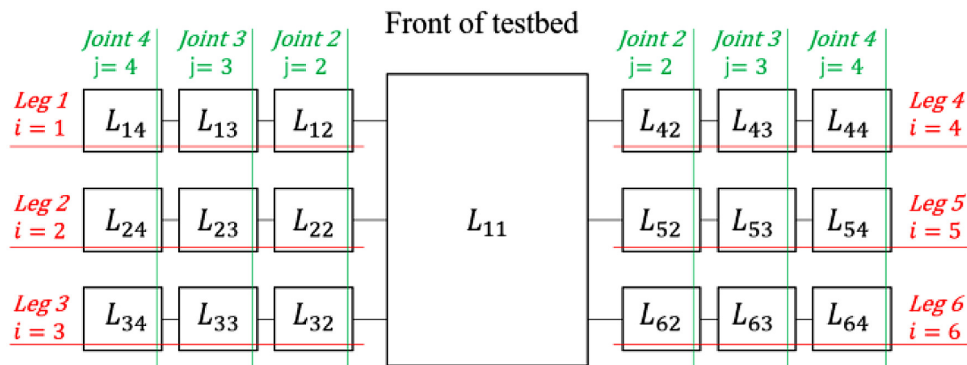 Front of testbed
Joint 4 Joint 3 Joint 2 Joint 2 Joint 3 Joint 4
j= 4 j= 3 j= 2 j= 2 j= 3 j= 4
Leg 1 Leg 4
i = 1 L₁₄ L₁₃ L₁₂ L₄₂ L₄₃ L₄₄ i = 4
Leg 2 Leg 5
i = 2 L₂₄ L₂₃ L₂₂ L₁₁ L₅₂ L₅₃ L₅₄ i = 5
Leg 3 Leg 6
i = 3 L₃₄ L₃₃ L₃₂ L₆₂ L₆₃ L₆₄ i = 6